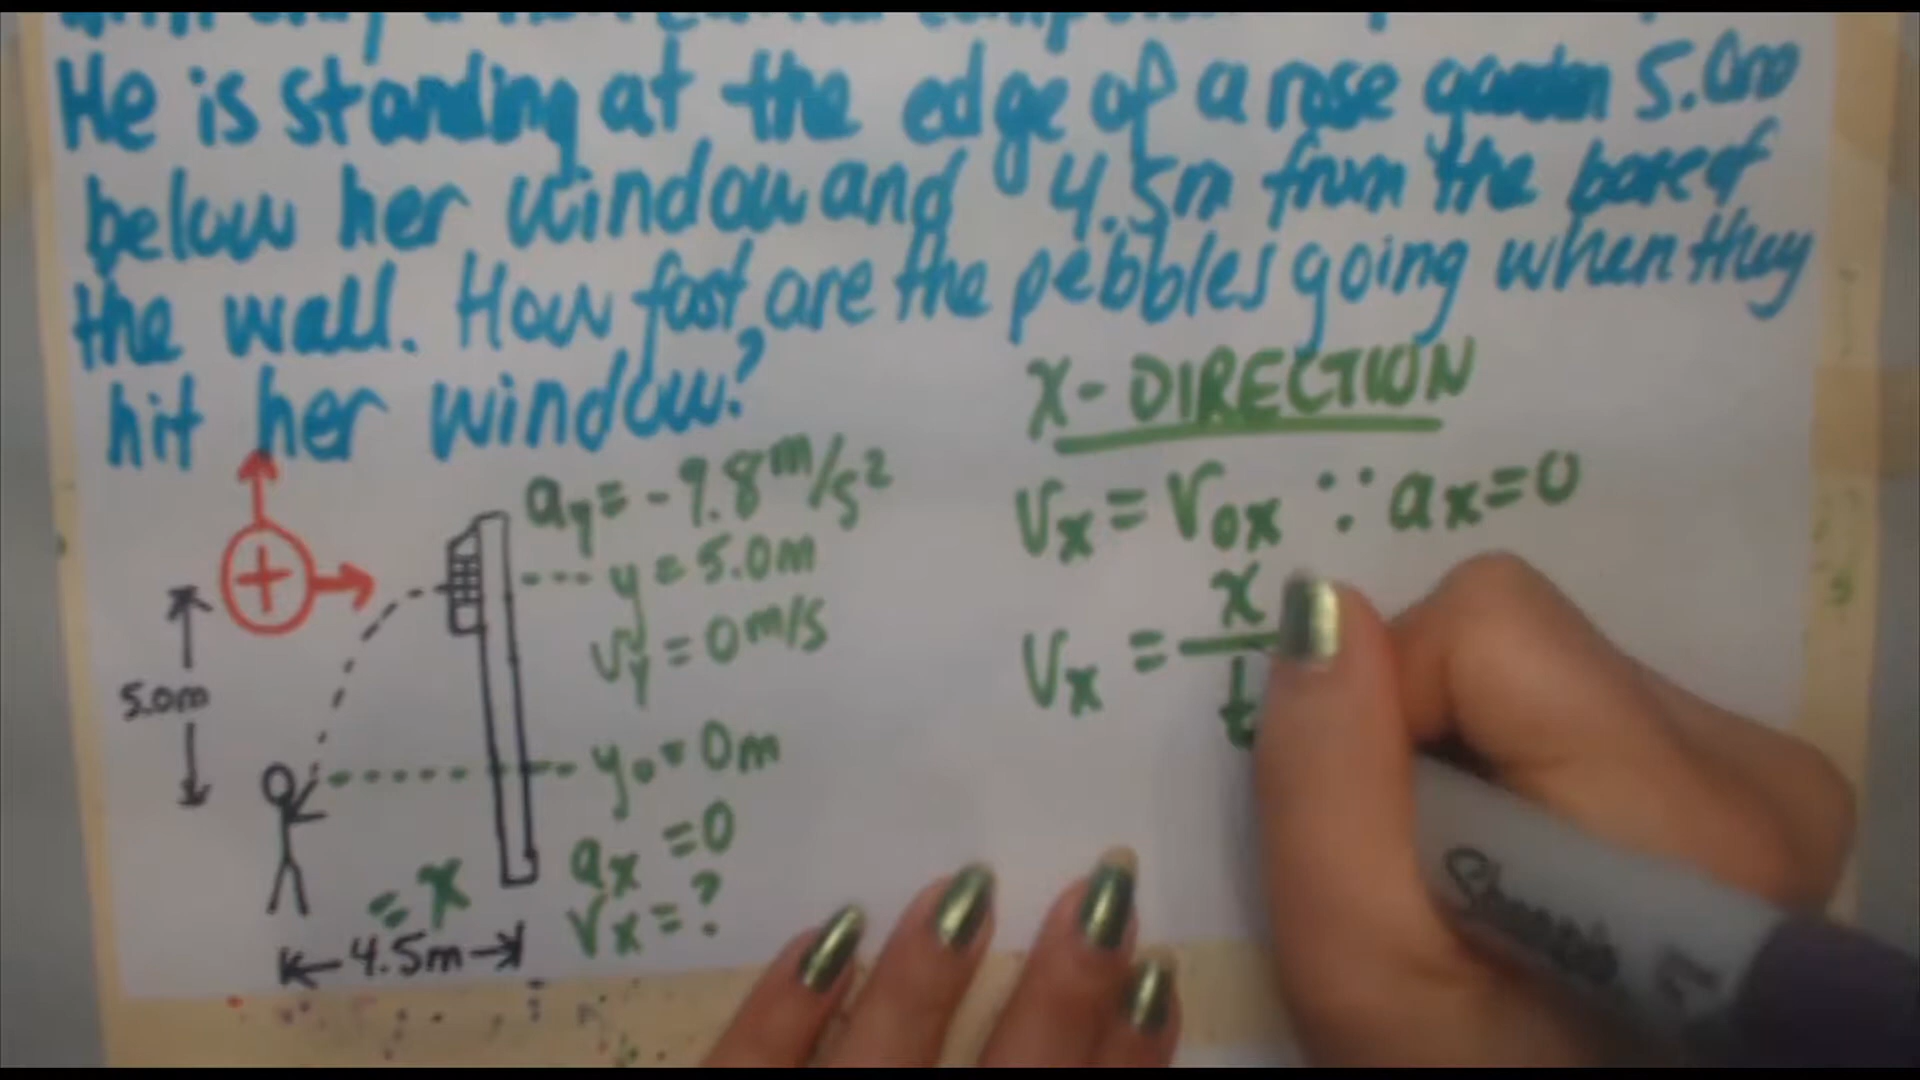 He is standing at the edge of a rose garden 5.0m
below her window and 4.5m from the base of
the wall. How fast are the pebbles going when they
hit her window?
X-DIRECTION
Vx = Vox ∵ ax=0
Vx = x/t
ay = -9.8 m/s²
y = 5.0m
Vy = 0 m/s
5.0m
yo = 0m
ax = 0
Vx = ?
= x
4.5m
+